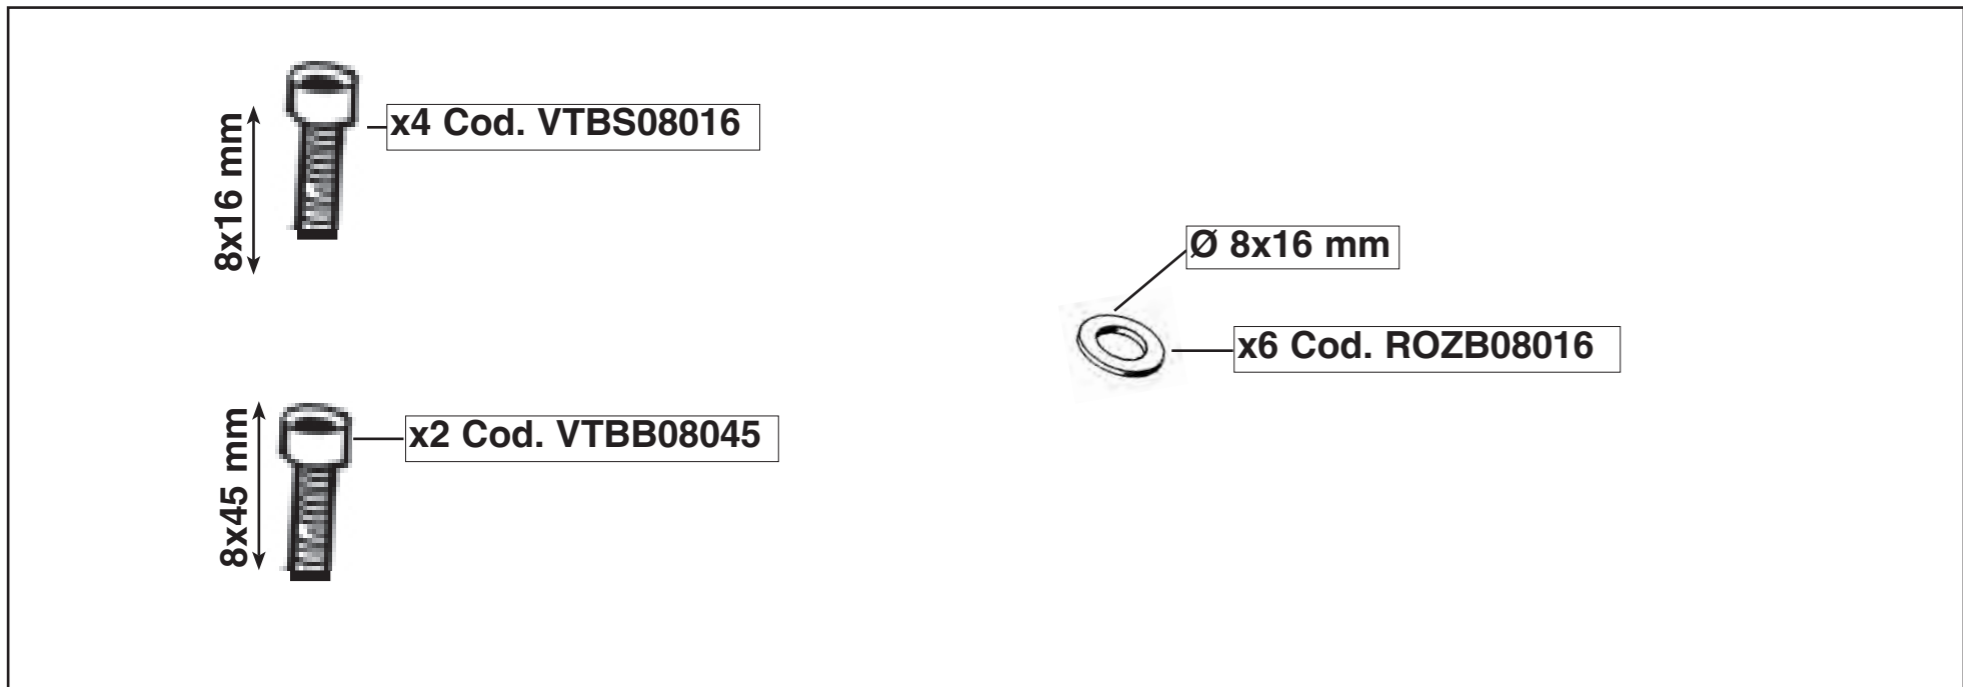 8x16 mm
x4 Cod. VTBS08016
Ø 8x16 mm
x6 Cod. ROZB08016
8x45 mm
x2 Cod. VTBB08045